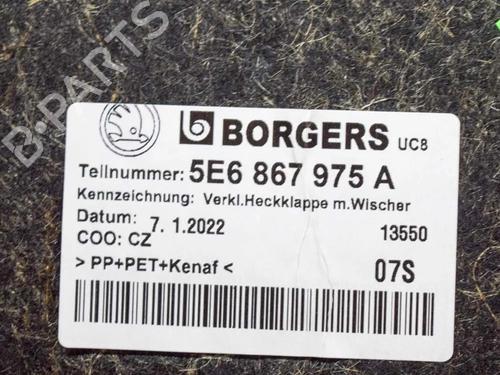 B-PARTS
BORGERS UC8
Teilnummer: 5E6 867 975 A
Kennzeichnung: Verkl.Heckklappe m.Wischer
Datum: 7. 1.2022 13550
COO: CZ
>PP+PET+Kenaf< 07S